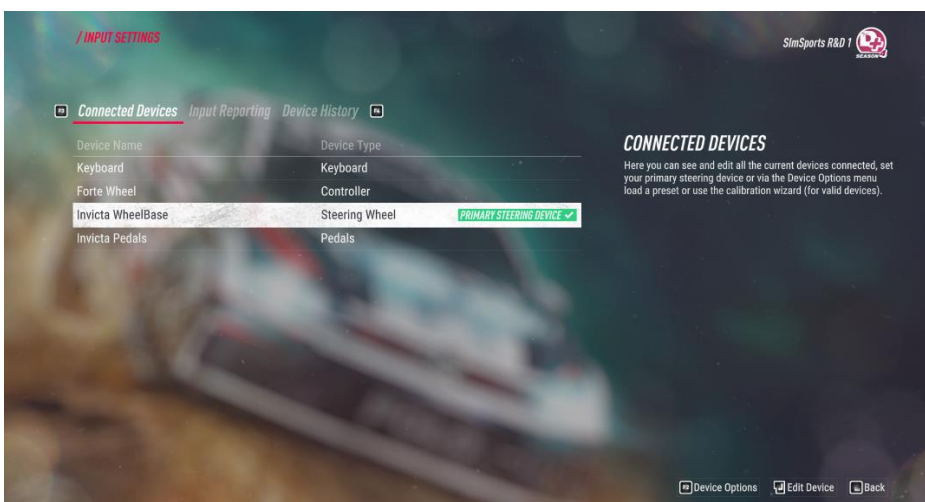 / INPUT SETTINGS
SimSports R&D 1
SEASON
Connected Devices Input Reporting Device History
Device Name Device Type
Keyboard Keyboard
Forte Wheel Controller
Invicta WheelBase Steering Wheel PRIMARY STEERING DEVICE
Invicta Pedals Pedals
CONNECTED DEVICES
Here you can see and edit all the current devices connected, set
your primary steering device or via the Device Options menu
load a preset or use the calibration wizard (for valid devices).
Device Options Edit Device Back